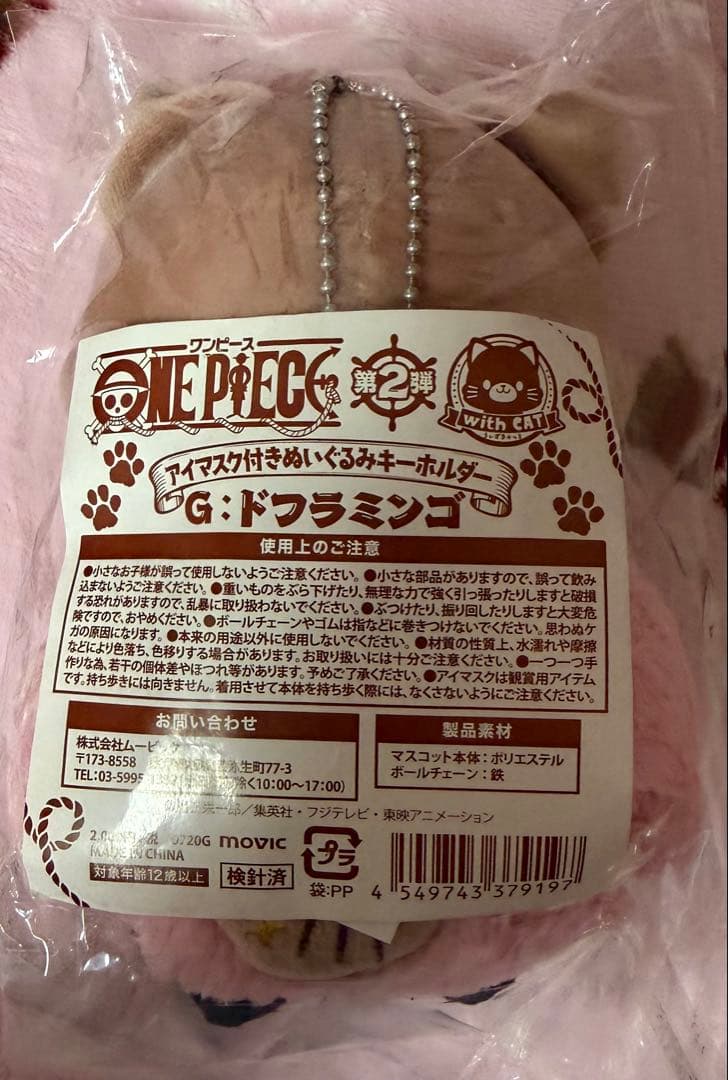 ワンピース
ONE PIECE
第2弾
with CAT
うぃずきゃっと
アイマスク付きぬいぐるみキーホルダー
G：ドフラミンゴ
使用上のご注意
●小さなお子様が誤って使用しないようご注意ください。●小さな部品がありますので、誤って飲み
込まないようご注意ください。●重いものをぶら下げたり、無理な力で強く引っ張ったりしますと破損
する恐れがありますので、乱暴に取り扱わないでください。●ぶつけたり、振り回したりしますと大変危
険ですので、おやめください。●ボールチェーンやゴムは指などに巻きつけないでください。思わぬケ
ガの原因になります。●本来の用途以外に使用しないでください。●材質の性質上、水濡れや摩擦
などにより色落ち、色移りする場合があります。お取り扱いには十分ご注意ください。●一つ一つ手
作りな為、若干の個体差やほつれ等があります。予めご了承ください。●アイマスクは観賞用アイテム
です。持ち歩きには向きません。着用させて本体を持ち歩く際には、なくさないようにご注意ください。
お問い合わせ
株式会社ムービック
〒173-8558 生町77-3
TEL:03-5995 除く10:00〜17:00)
製品素材
マスコット本体：ポリエステル
ボールチェーン：鉄
一郎／集英社・フジテレビ・東映アニメーション
0720G movic
MADE IN CHINA
対象年齢12歳以上
検針済
プラ
袋:PP
4 549743 379197